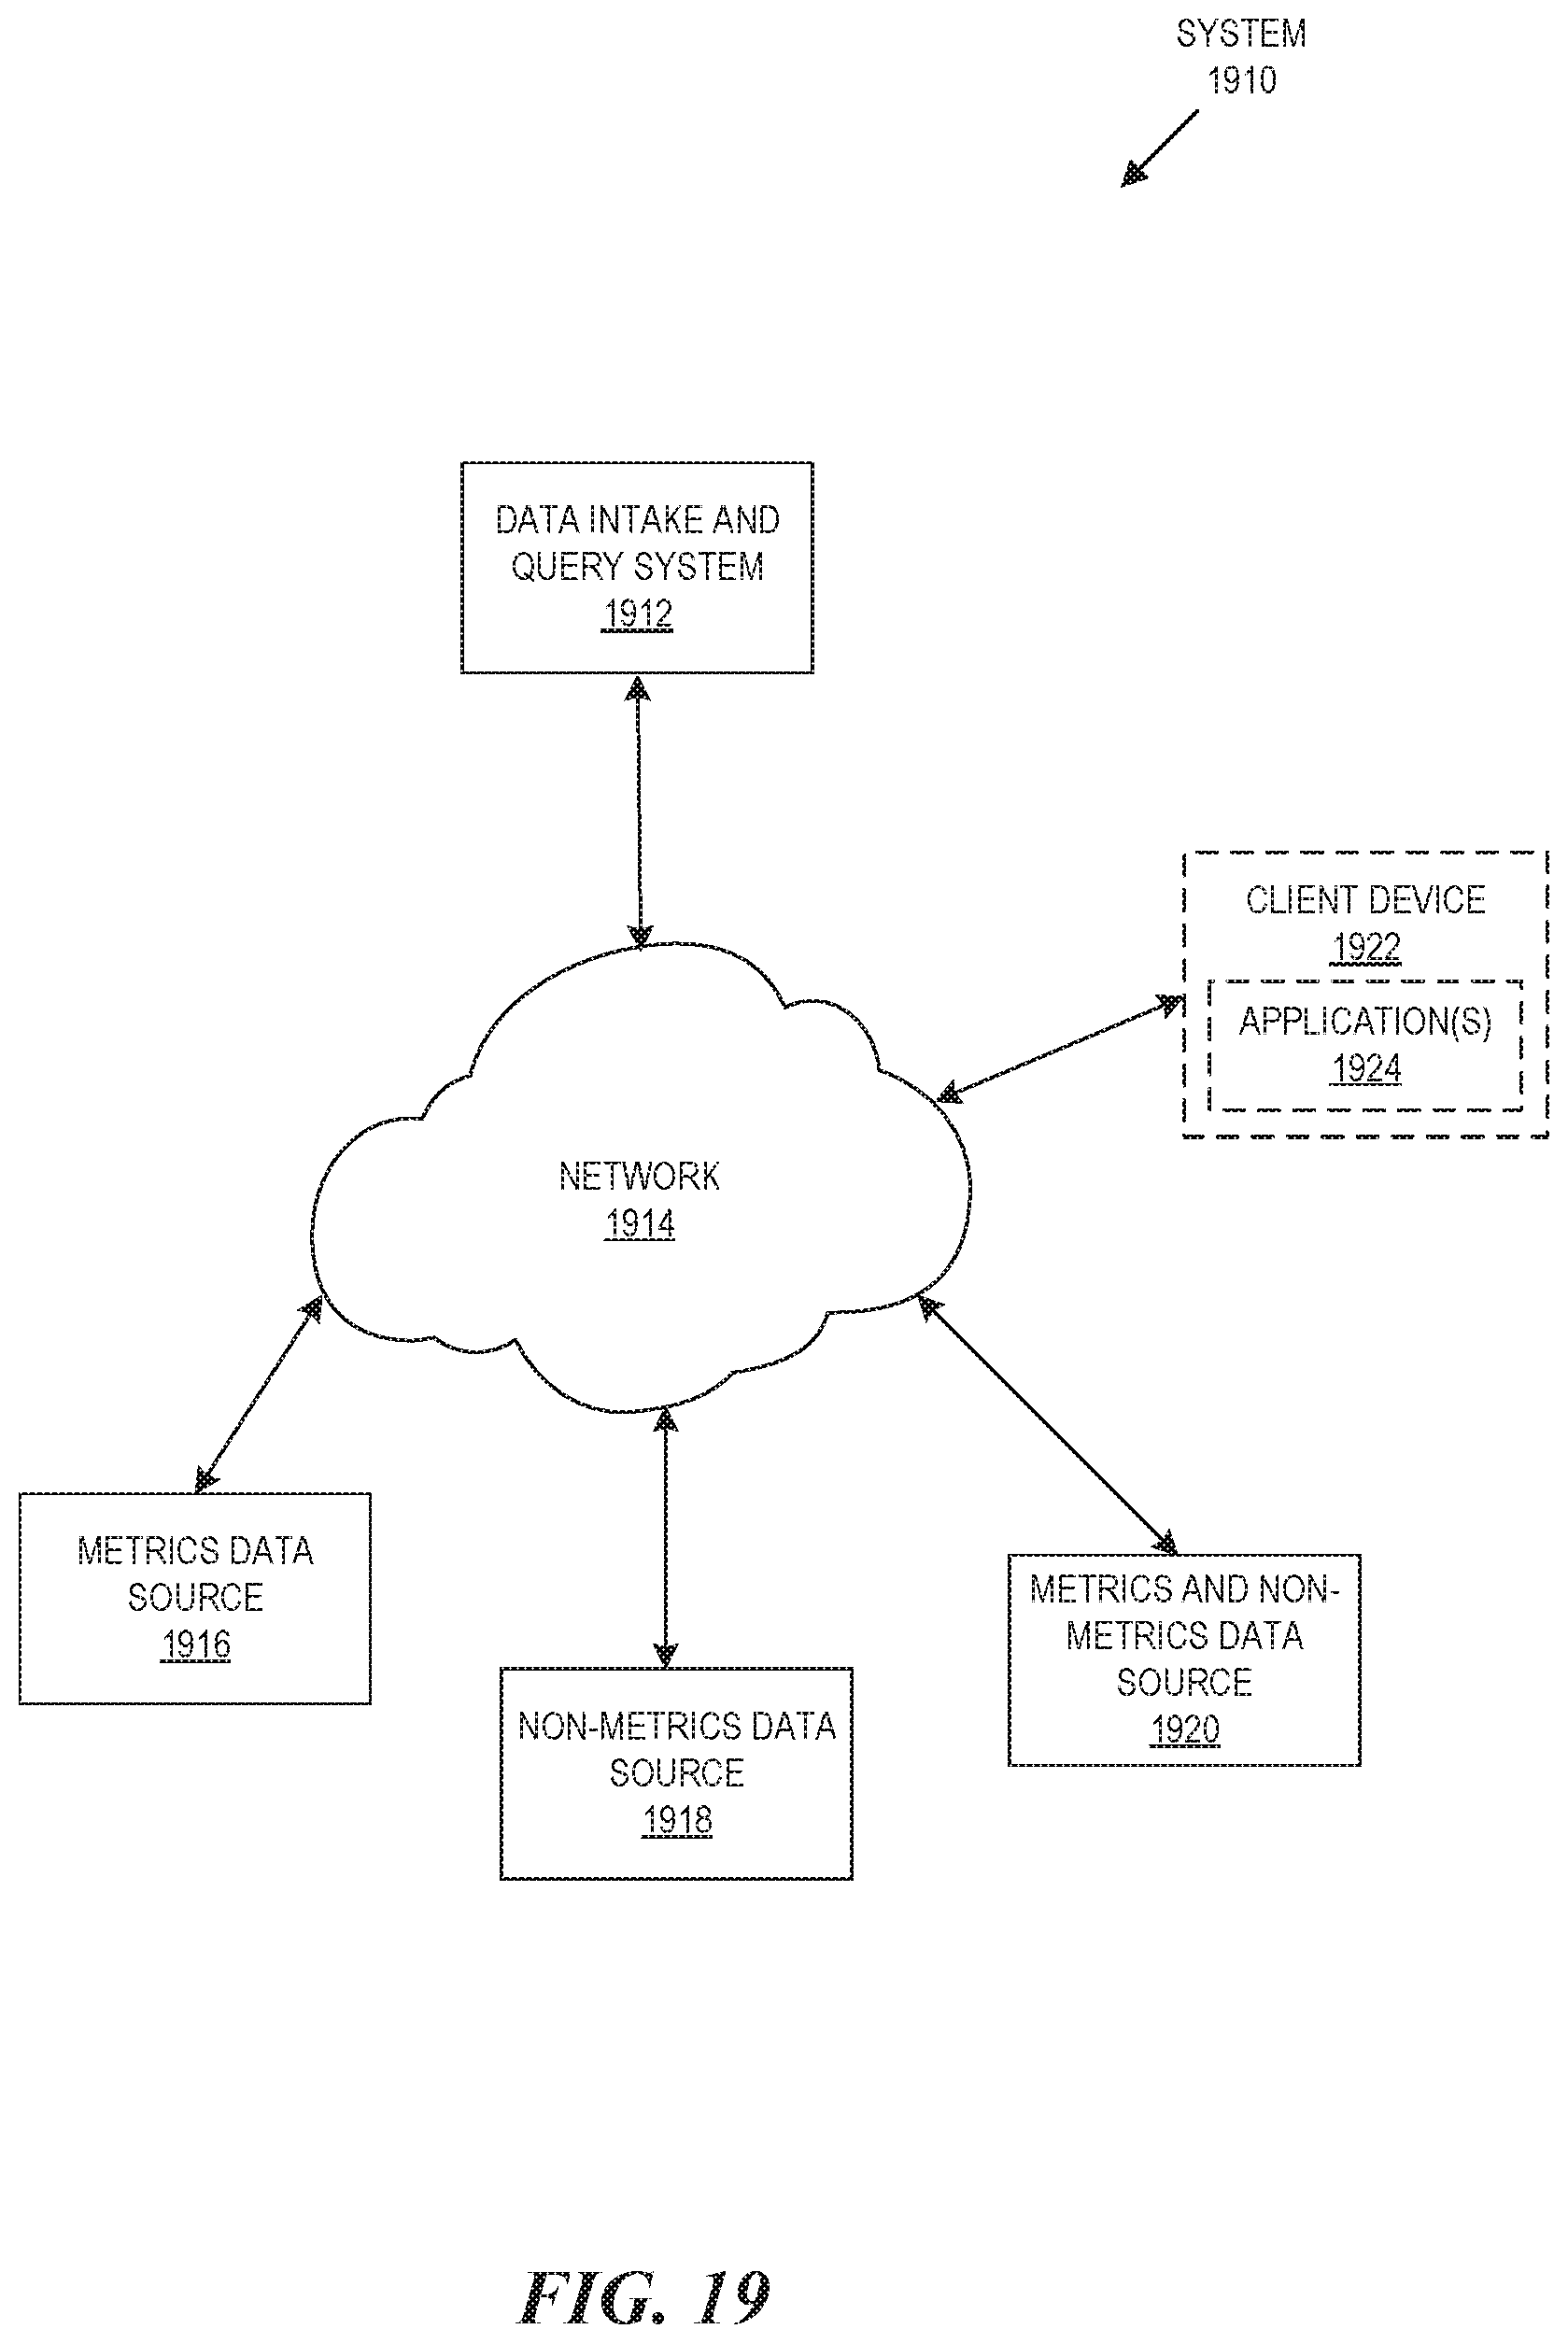 SYSTEM
1910
DATA INTAKE AND
QUERY SYSTEM
1912
CLIENT DEVICE
1922
APPLICATION(S)
1924
NETWORK
1914
METRICS DATA
SOURCE
1916
NON-METRICS DATA
SOURCE
1918
METRICS AND NON-
METRICS DATA
SOURCE
1920
FIG. 19